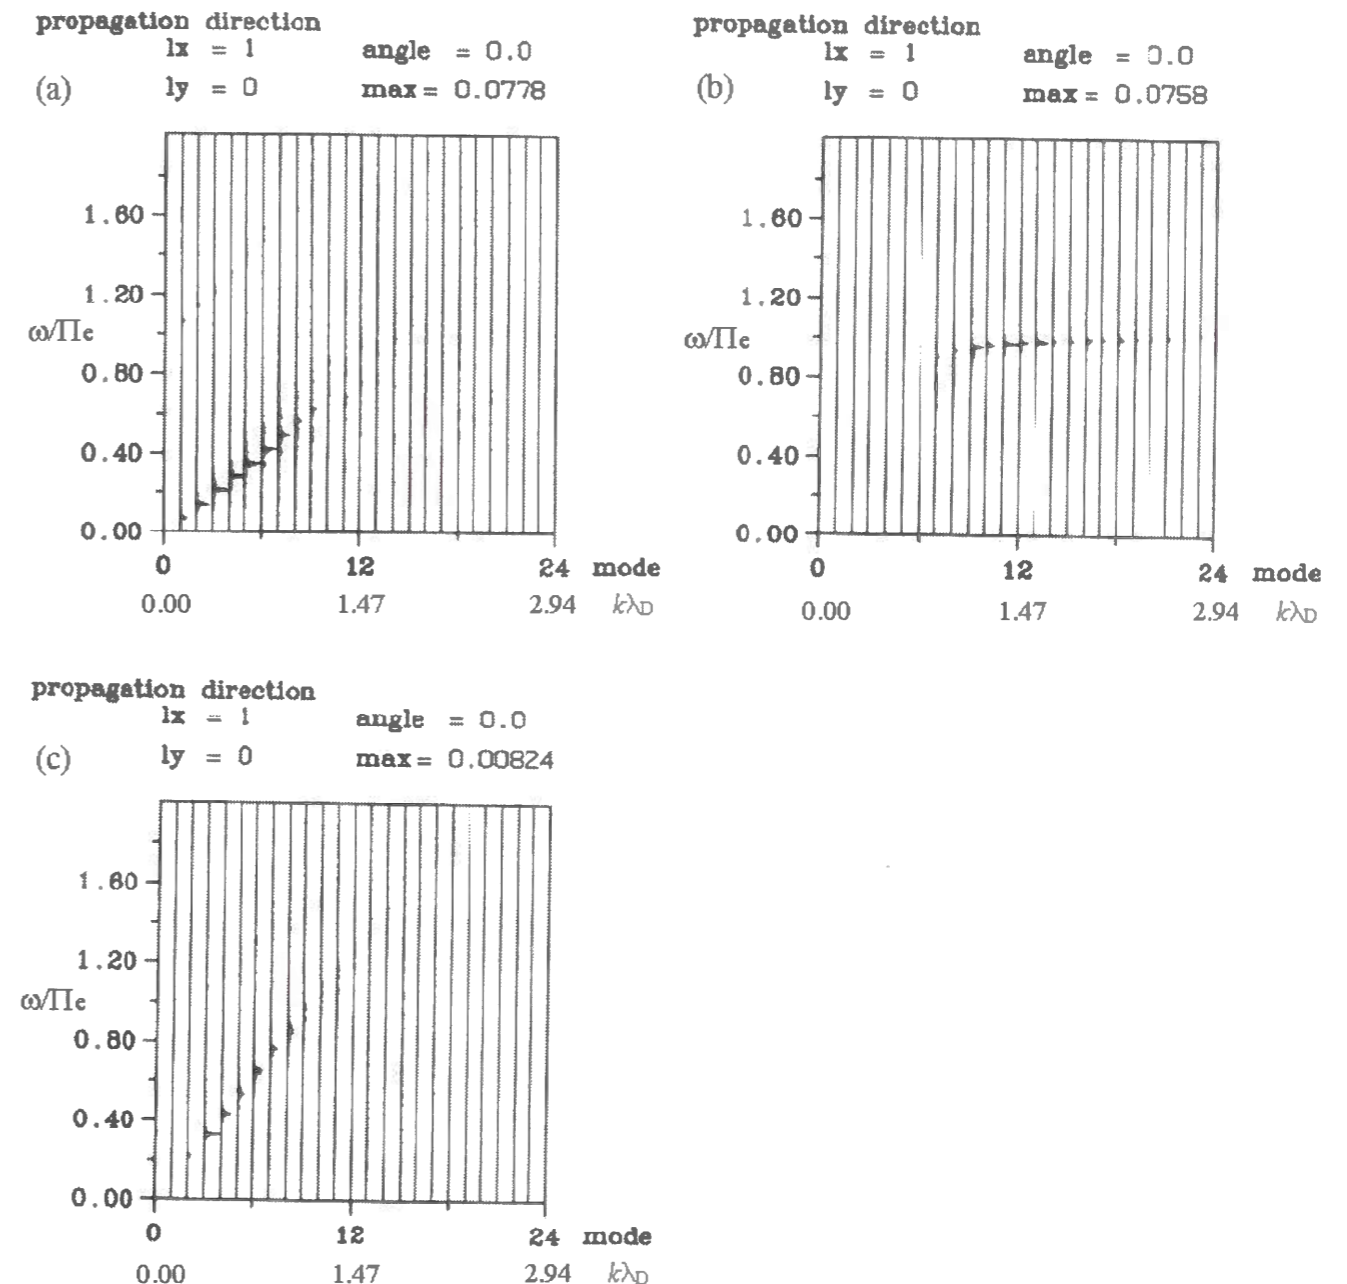 propagation direction
lx = 1 angle = 0.0
(a) ly = 0 max = 0.0778
1.60
1.20
ω/Πe
0.80
0.40
0.00
0 12 24 mode
0.00 1.47 2.94 kλD
propagation direction
lx = 1 angle = 0.0
(b) ly = 0 max = 0.0758
1.60
1.20
ω/Πe
0.80
0.40
0.00
0 12 24 mode
0.00 1.47 2.94 kλD
propagation direction
lx = 1 angle = 0.0
(c) ly = 0 max = 0.00824
1.60
1.20
ω/Πe
0.80
0.40
0.00
0 12 24 mode
0.00 1.47 2.94 kλD